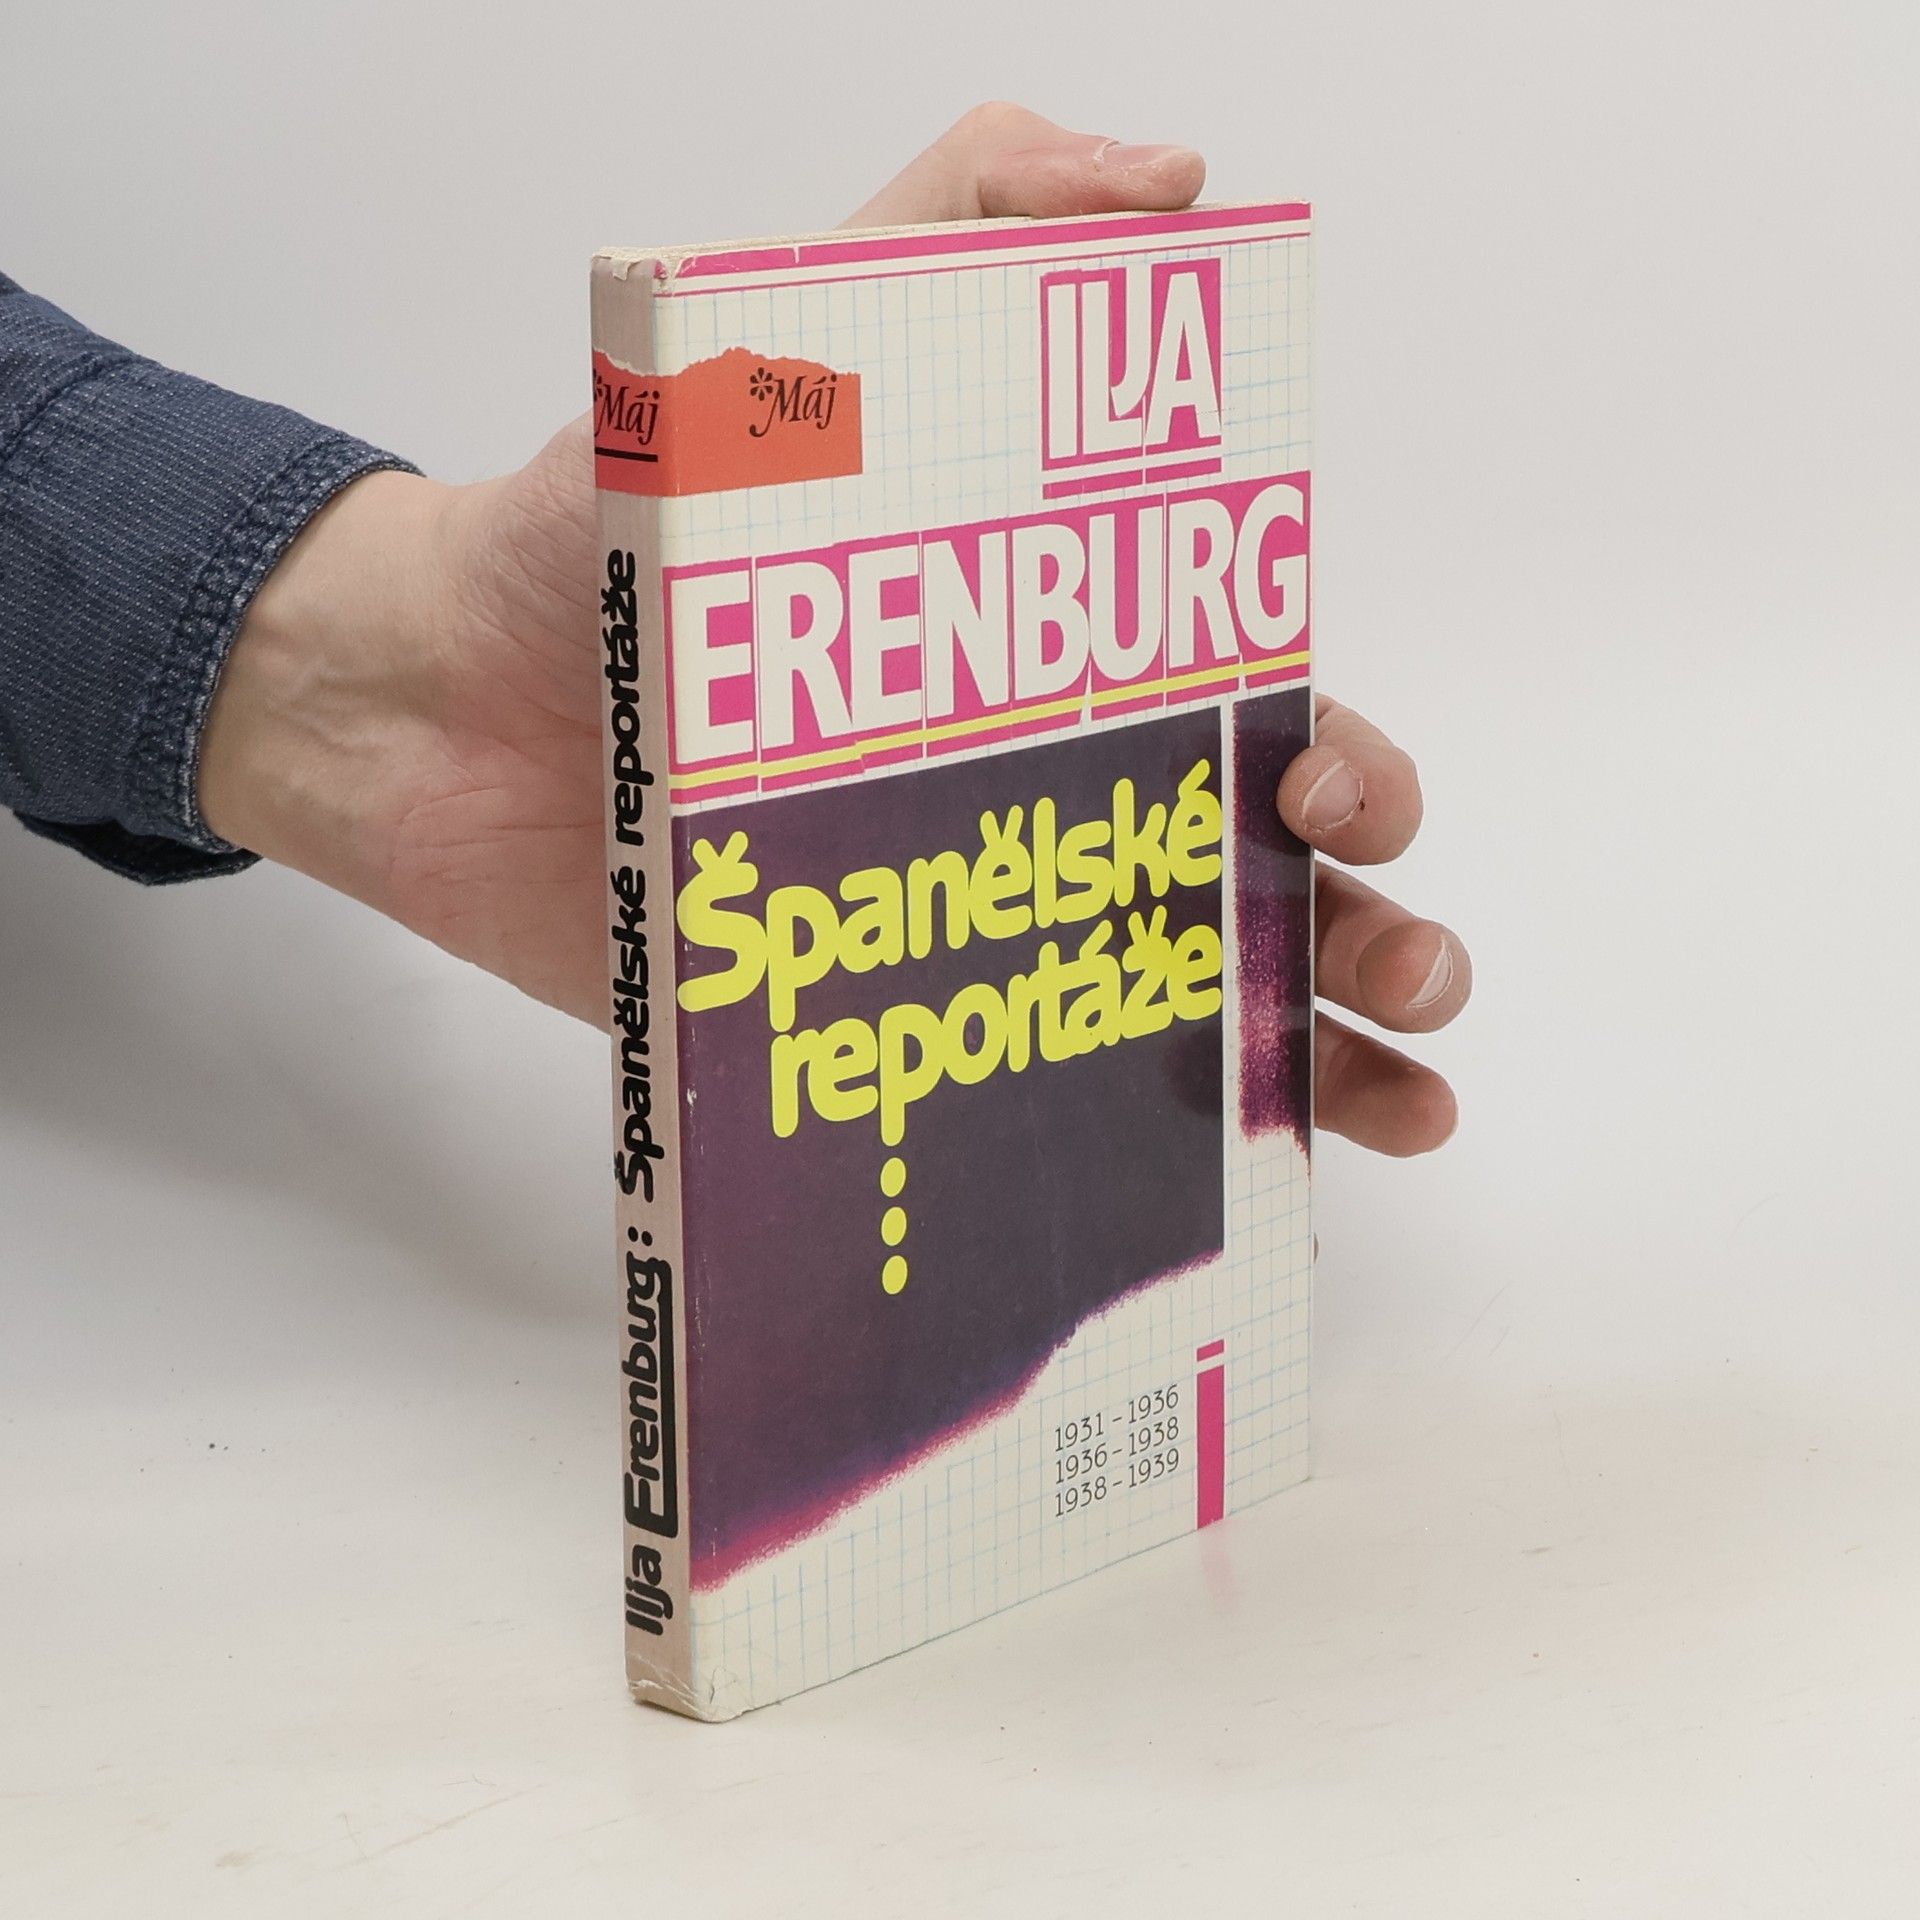 *Máj
Ilja Erenburg: Španělské reportáže
*Máj
ILJA
ERENBURG
Španělské
reportáže
1931 – 1936
1936 – 1938
1938 – 1939